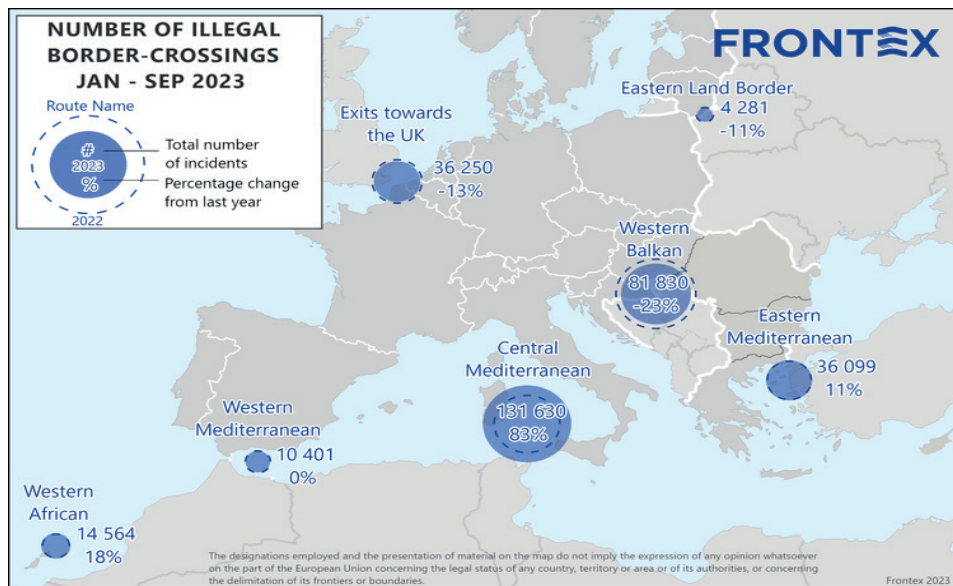 NUMBER OF ILLEGAL
BORDER-CROSSINGS
JAN - SEP 2023
Route Name
#
2023
%
Total number
of incidents
Percentage change
from last year
2022
FRONTEX
Eastern Land Border
4 281
-11%
Exits towards
the UK
36 250
-13%
Western
Balkan
81 830
-23%
Eastern
Mediterranean
36 099
11%
Central
Mediterranean
131 630
83%
Western
Mediterranean
10 401
0%
Western
African
14 564
18%
The designations employed and the presentation of material on the map do not imply the expression of any opinion whatsoever
on the part of the European Union concerning the legal status of any country, territory or area or of its authorities, or concerning
the delimitation of its frontiers or boundaries.
Frontex 2023